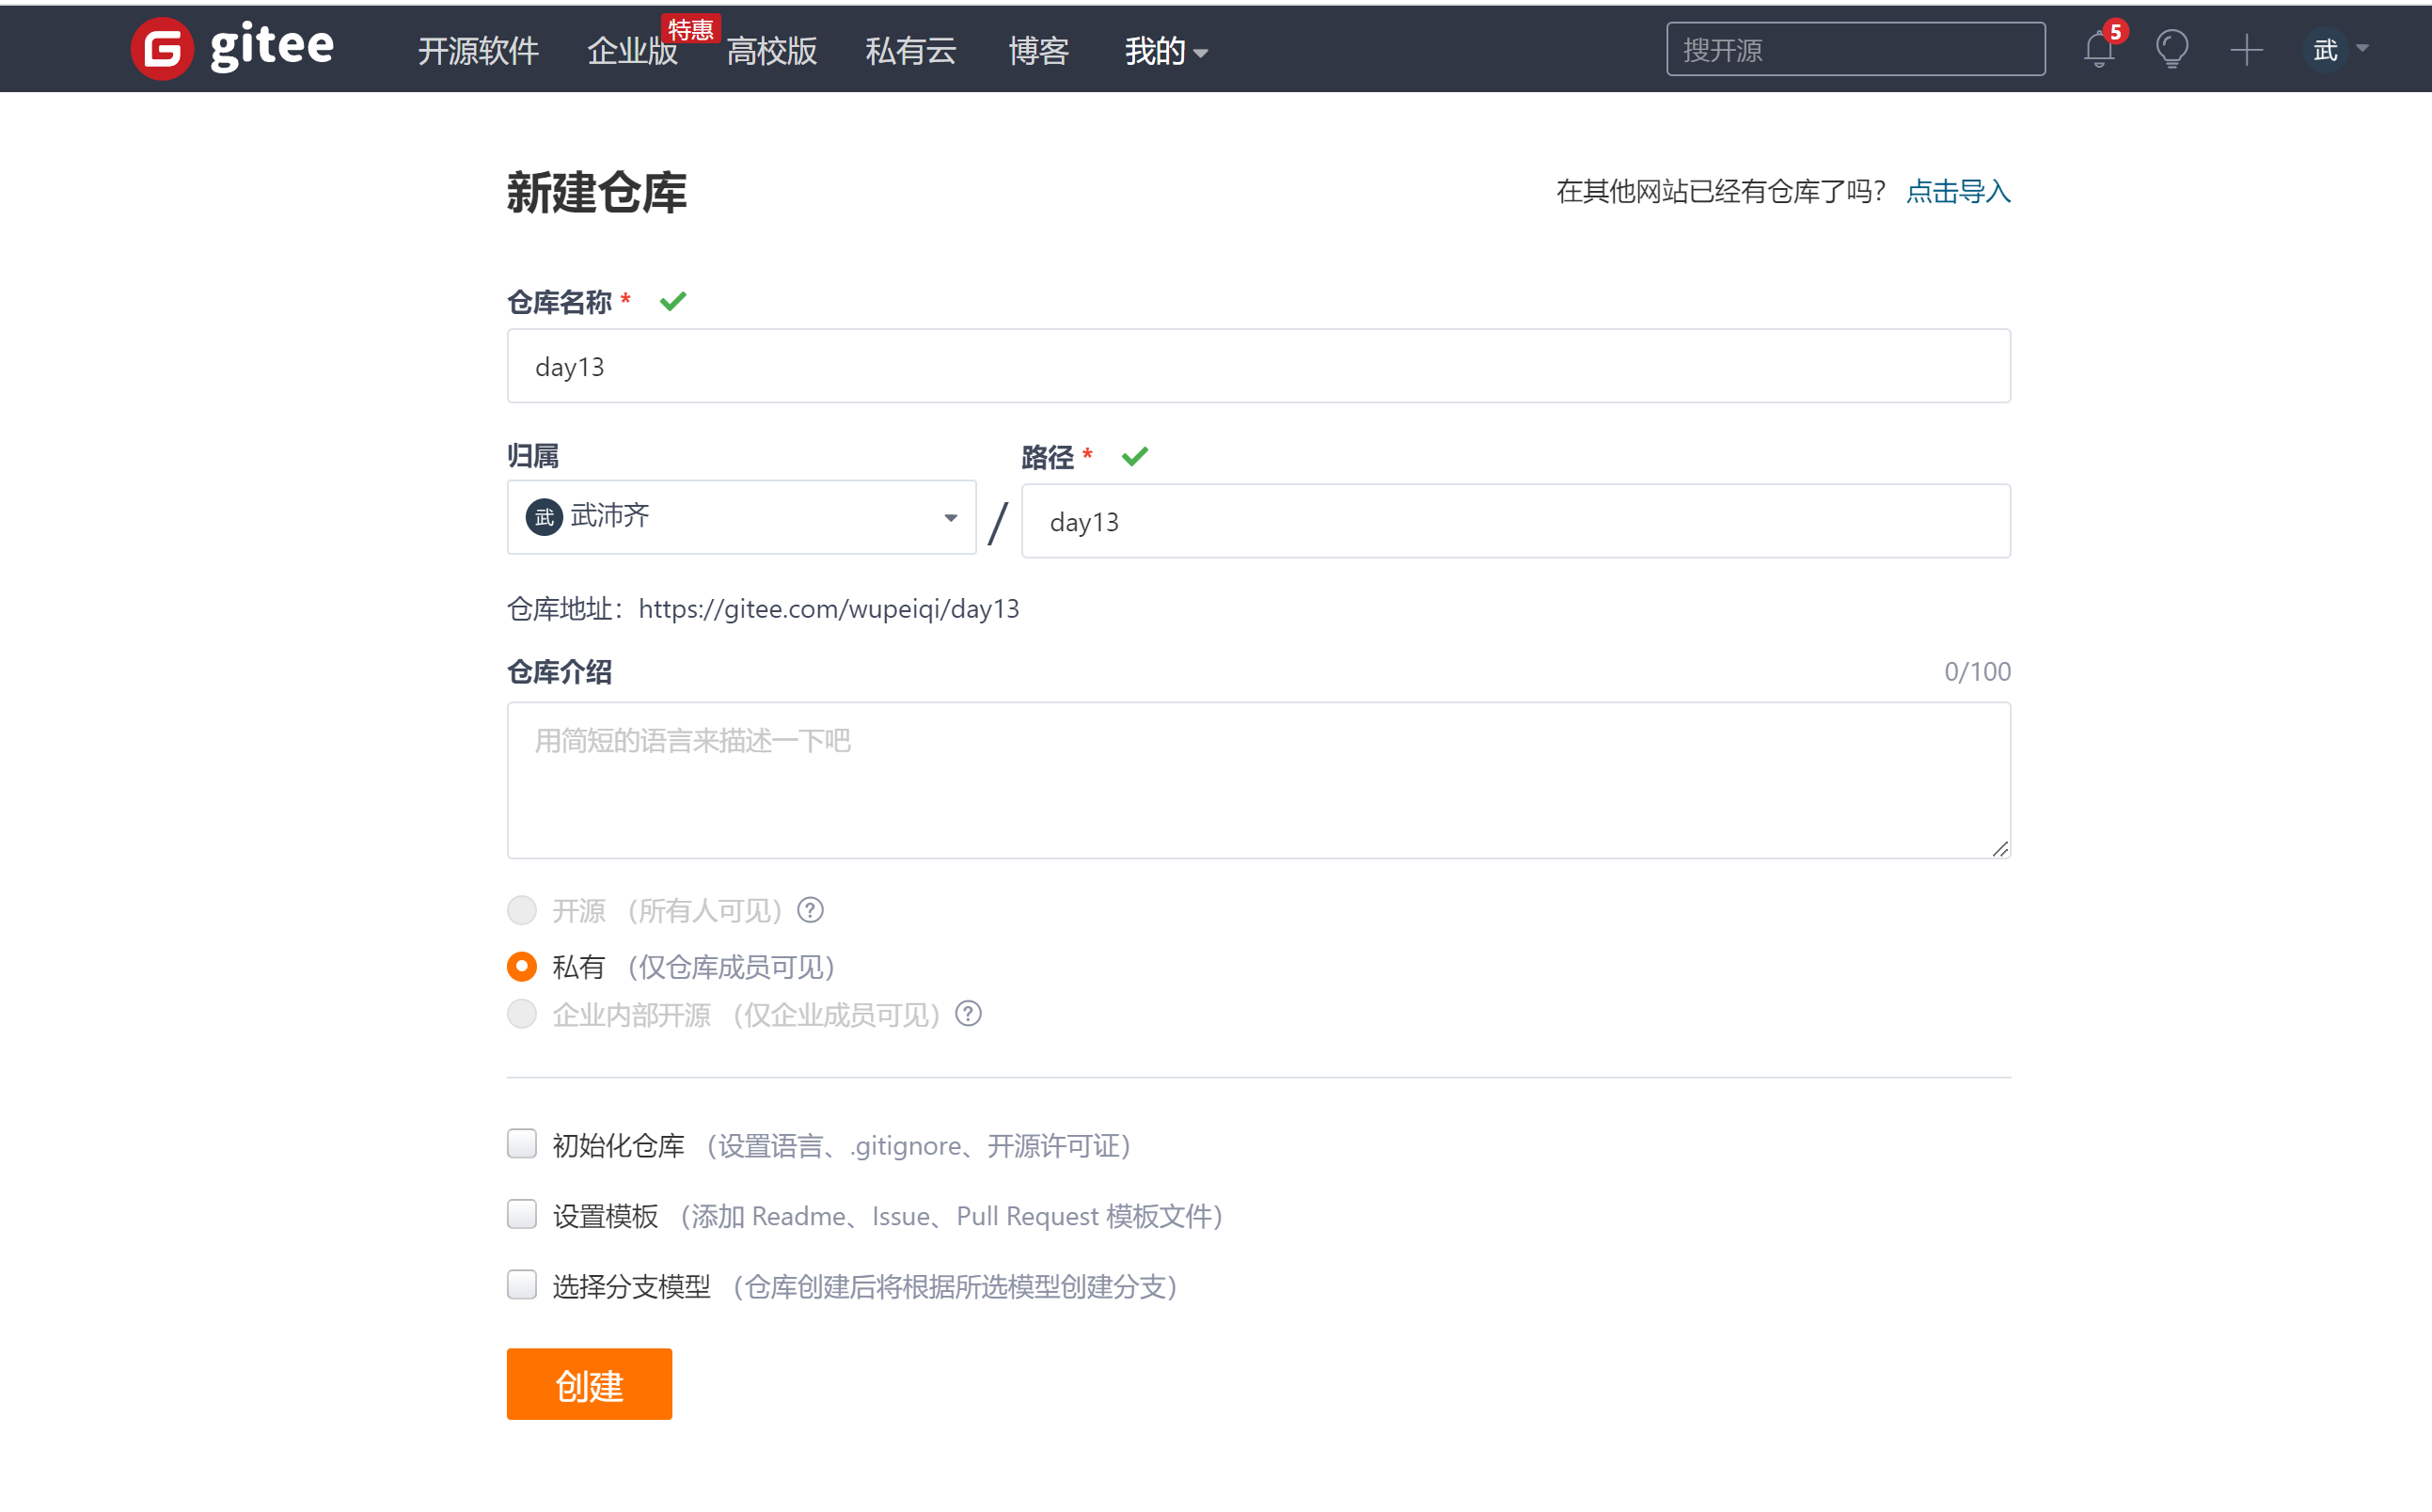 gitee 开源软件 企业版 特惠 高校版 私有云 博客 我的 搜开源 5 武
新建仓库 在其他网站已经有仓库了吗？ 点击导入
仓库名称 *
day13
归属 路径 *
武 武沛齐 / day13
仓库地址：https://gitee.com/wupeiqi/day13
仓库介绍 0/100
用简短的语言来描述一下吧
开源 （所有人可见） ?
私有 （仅仓库成员可见）
企业内部开源 （仅企业成员可见） ?
初始化仓库 （设置语言、.gitignore、开源许可证）
设置模板 （添加 Readme、Issue、Pull Request 模板文件）
选择分支模型 （仓库创建后将根据所选模型创建分支）
创建